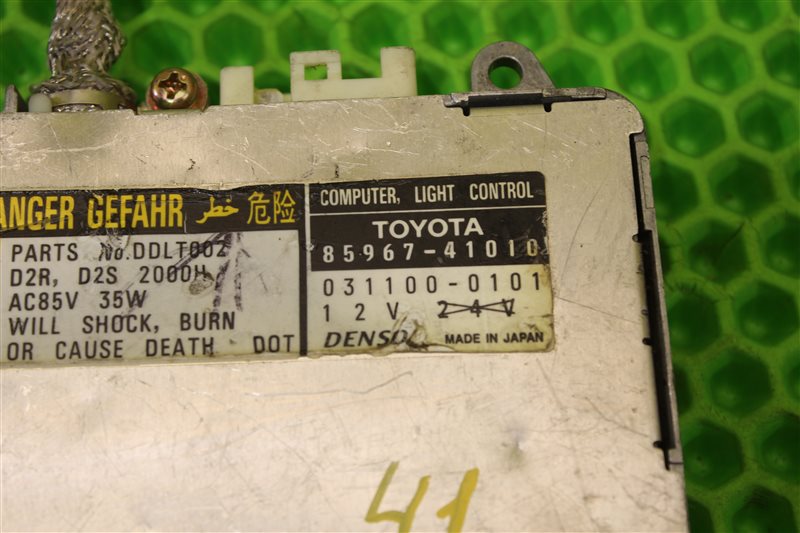 ANGER GEFAHR خطر 危险
PARTS No.DDLT002
D2R, D2S 2000H
AC85V 35W
WILL SHOCK, BURN
OR CAUSE DEATH DOT
COMPUTER, LIGHT CONTROL
TOYOTA
85967-41010
031100-0101
12V 24V
DENSO MADE IN JAPAN
41